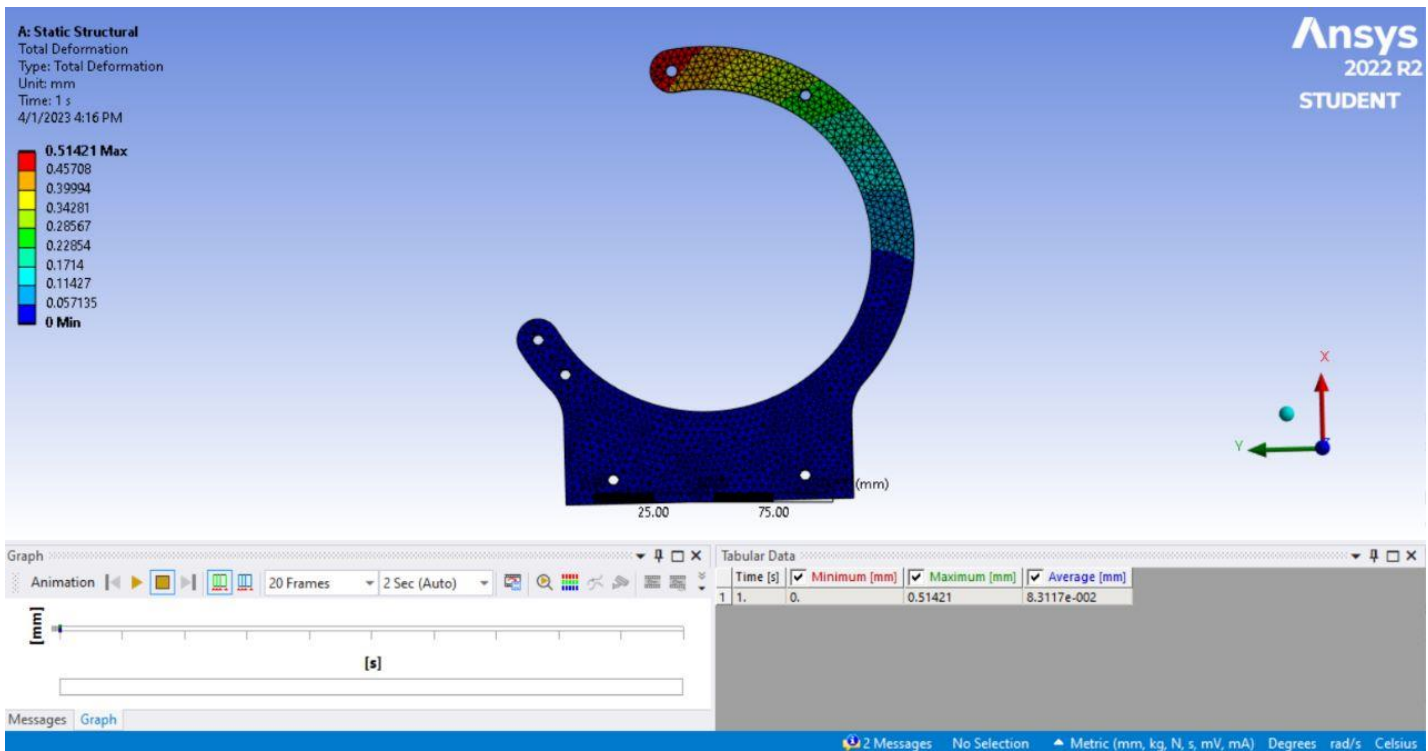 A: Static Structural
Total Deformation
Type: Total Deformation
Unit: mm
Time: 1 s
4/1/2023 4:16 PM
0.51421 Max
0.45708
0.39994
0.34281
0.28567
0.22854
0.1714
0.11427
0.057135
0 Min
Ansys
2022 R2
STUDENT
X
Y
(mm)
25.00 75.00
Graph
Animation 20 Frames 2 Sec (Auto)
[mm]
[s]
Messages Graph
Tabular Data
Time [s] Minimum [mm] Maximum [mm] Average [mm]
1 1. 0. 0.51421 8.3117e-002
2 Messages No Selection Metric (mm, kg, N, s, mV, mA) Degrees rad/s Celsius